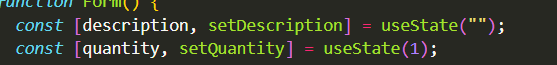 function Form() {
const [description, setDescription] = useState("");
const [quantity, setQuantity] = useState(1);